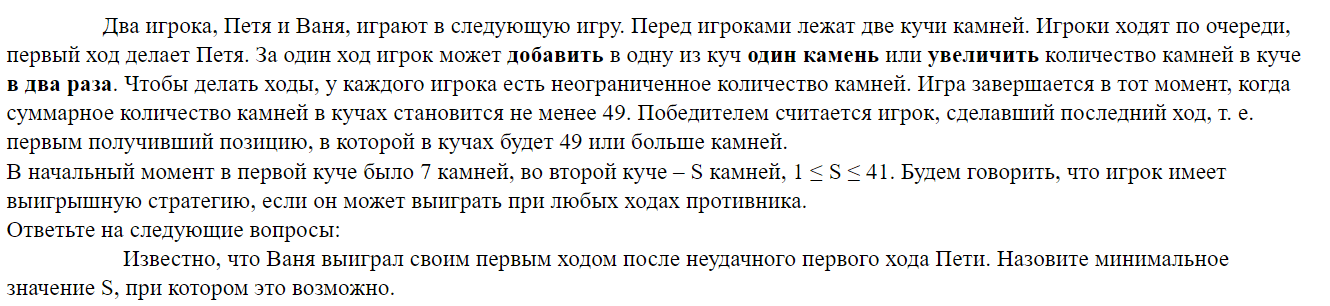 Два игрока, Петя и Ваня, играют в следующую игру. Перед игроками лежат две кучи камней. Игроки ходят по очереди,
первый ход делает Петя. За один ход игрок может добавить в одну из куч один камень или увеличить количество камней в куче
в два раза. Чтобы делать ходы, у каждого игрока есть неограниченное количество камней. Игра завершается в тот момент, когда
суммарное количество камней в кучах становится не менее 49. Победителем считается игрок, сделавший последний ход, т. е.
первым получивший позицию, в которой в кучах будет 49 или больше камней.
В начальный момент в первой куче было 7 камней, во второй куче – S камней, 1 ≤ S ≤ 41. Будем говорить, что игрок имеет
выигрышную стратегию, если он может выиграть при любых ходах противника.
Ответьте на следующие вопросы:
Известно, что Ваня выиграл своим первым ходом после неудачного первого хода Пети. Назовите минимальное
значение S, при котором это возможно.